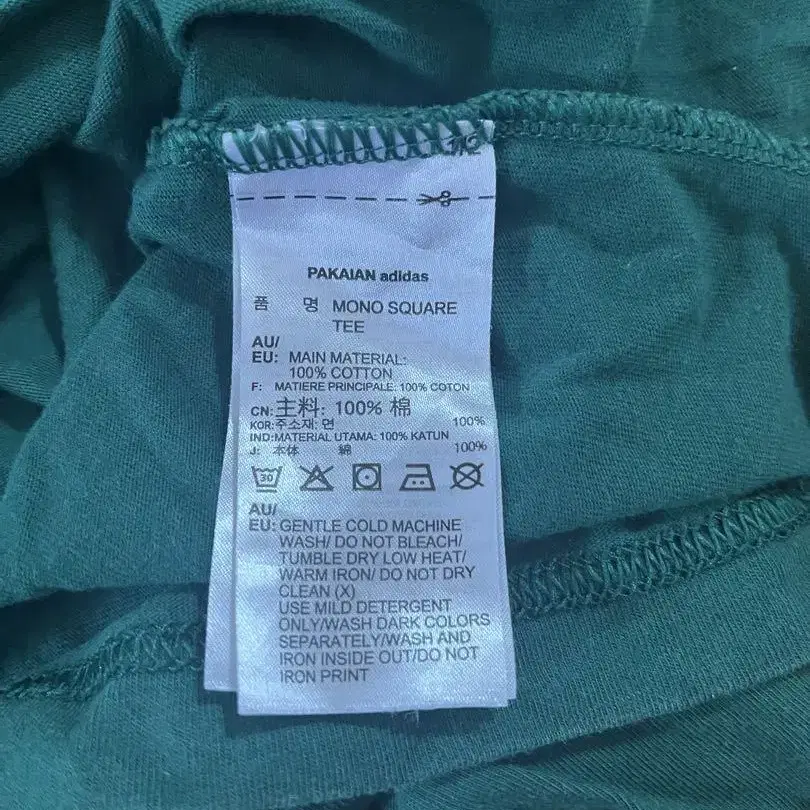 1/2
PAKAIAN adidas
품 명 MONO SQUARE
TEE
AU/
EU: MAIN MATERIAL:
100% COTTON
F: MATIERE PRINCIPALE: 100% COTON
CN: 主料: 100% 棉
KOR: 주소재: 면 100%
IND:MATERIAL UTAMA: 100% KATUN
J: 本体 綿 100%
30
AU/
EU: GENTLE COLD MACHINE
WASH/ DO NOT BLEACH/
TUMBLE DRY LOW HEAT/
WARM IRON/ DO NOT DRY
CLEAN (X)
USE MILD DETERGENT
ONLY/WASH DARK COLORS
SEPARATELY/WASH AND
IRON INSIDE OUT/DO NOT
IRON PRINT